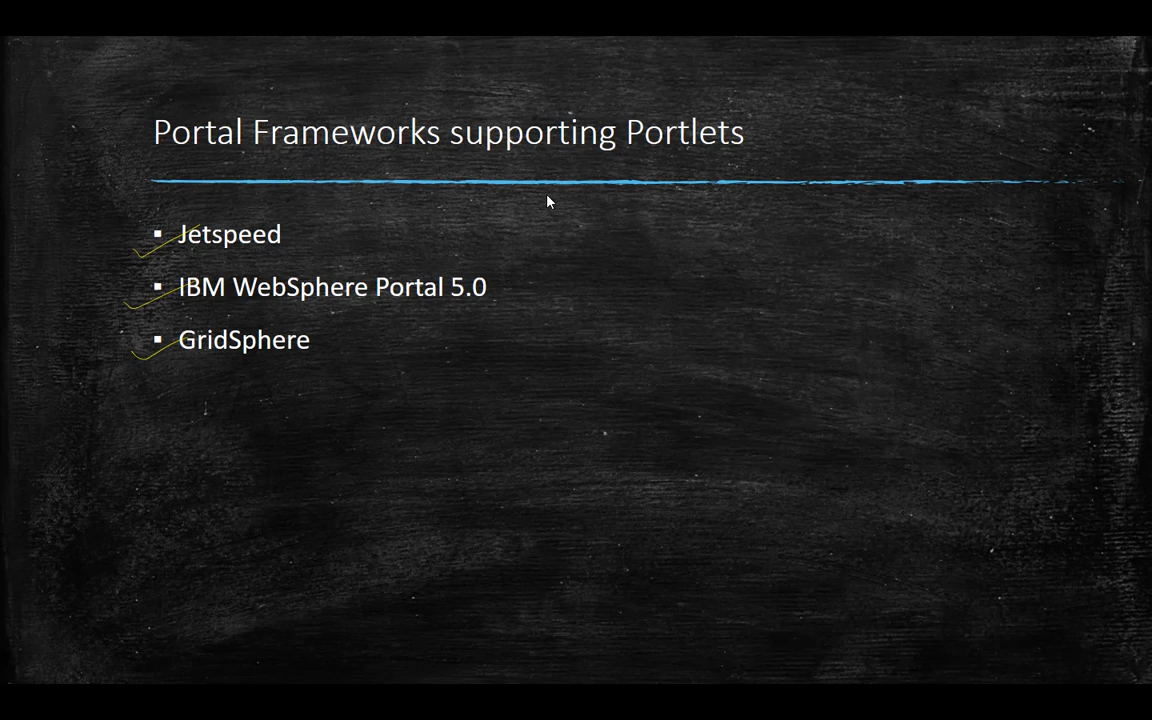 Portal Frameworks supporting Portlets
▪ Jetspeed
▪ IBM WebSphere Portal 5.0
▪ GridSphere